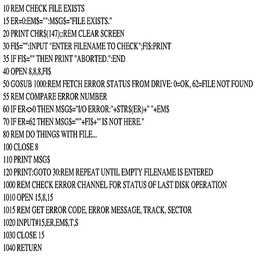 10 REM CHECK FILE EXISTS
15 ER=0:EM$="":MSG$="FILE EXISTS."
20 PRINT CHR$(147);:REM CLEAR SCREEN
30 FI$="":INPUT "ENTER FILENAME TO CHECK";FI$:PRINT
35 IF FI$="" THEN PRINT "ABORTED.":END
40 OPEN 8,8,8,FI$
50 GOSUB 1000:REM FETCH ERROR STATUS FROM DRIVE: 0=OK, 62=FILE NOT FOUND
55 REM COMPARE ERROR NUMBER
60 IF ER<>0 THEN MSG$="I/O ERROR:"+STR$(ER)+" "+EM$
70 IF ER=62 THEN MSG$="'"+FI$+"' IS NOT HERE."
80 REM DO THINGS WITH FILE...
100 CLOSE 8
110 PRINT MSG$
120 PRINT:GOTO 30:REM REPEAT UNTIL EMPTY FILENAME IS ENTERED
1000 REM CHECK ERROR CHANNEL FOR STATUS OF LAST DISK OPERATION
1010 OPEN 15,8,15
1015 REM GET ERROR CODE, ERROR MESSAGE, TRACK, SECTOR
1020 INPUT#15,ER,EM$,T,S
1030 CLOSE 15
1040 RETURN